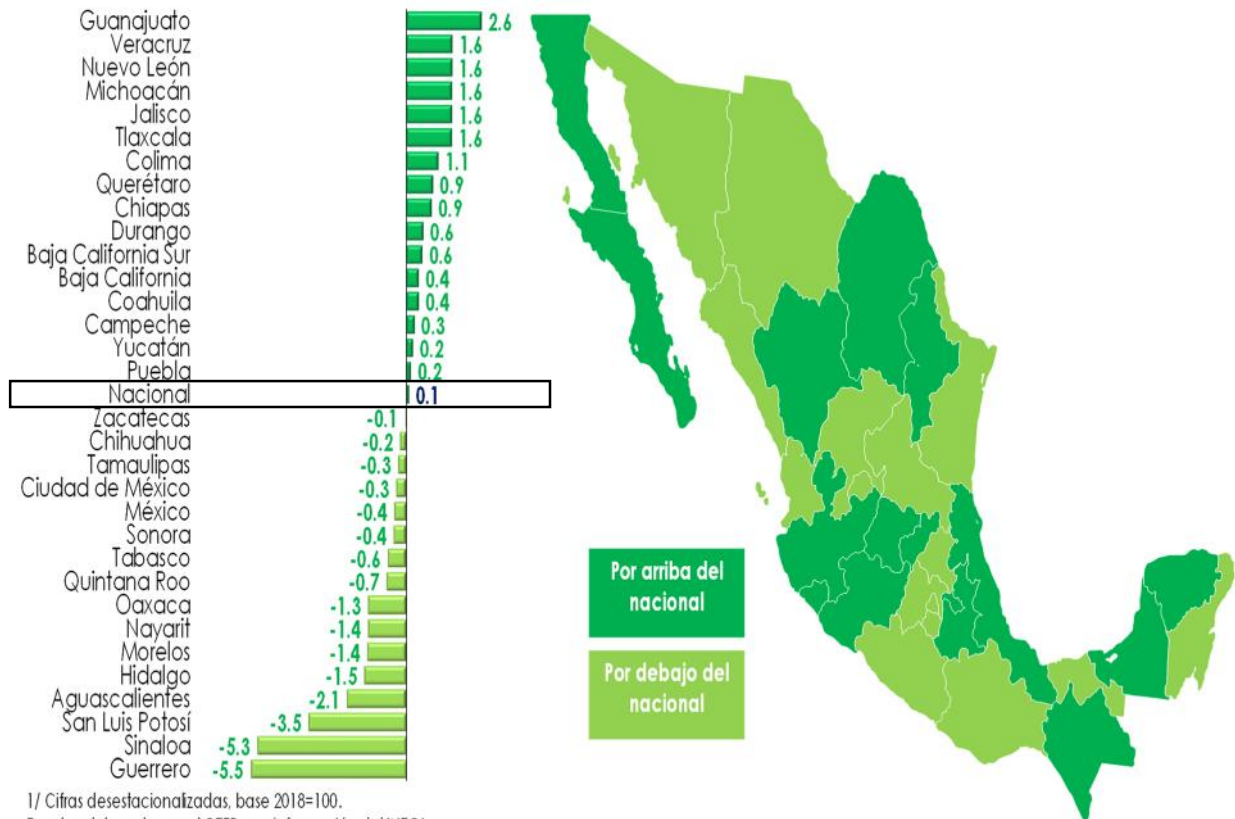 Guanajuato 2.6
Veracruz 1.6
Nuevo León 1.6
Michoacán 1.6
Jalisco 1.6
Tlaxcala 1.6
Colima 1.1
Querétaro 0.9
Chiapas 0.9
Durango 0.6
Baja California Sur 0.6
Baja California 0.4
Coahuila 0.4
Campeche 0.3
Yucatán 0.2
Puebla 0.2
Nacional 0.1
Zacatecas -0.1
Chihuahua -0.2
Tamaulipas -0.3
Ciudad de México -0.3
México -0.4
Sonora -0.4
Tabasco -0.6
Quintana Roo -0.7
Oaxaca -1.3
Nayarit -1.4
Morelos -1.4
Hidalgo -1.5
Aguascalientes -2.1
San Luis Potosí -3.5
Sinaloa -5.3
Guerrero -5.5
Por arriba del
nacional
Por debajo del
nacional
1/ Cifras desestacionalizadas, base 2018=100.